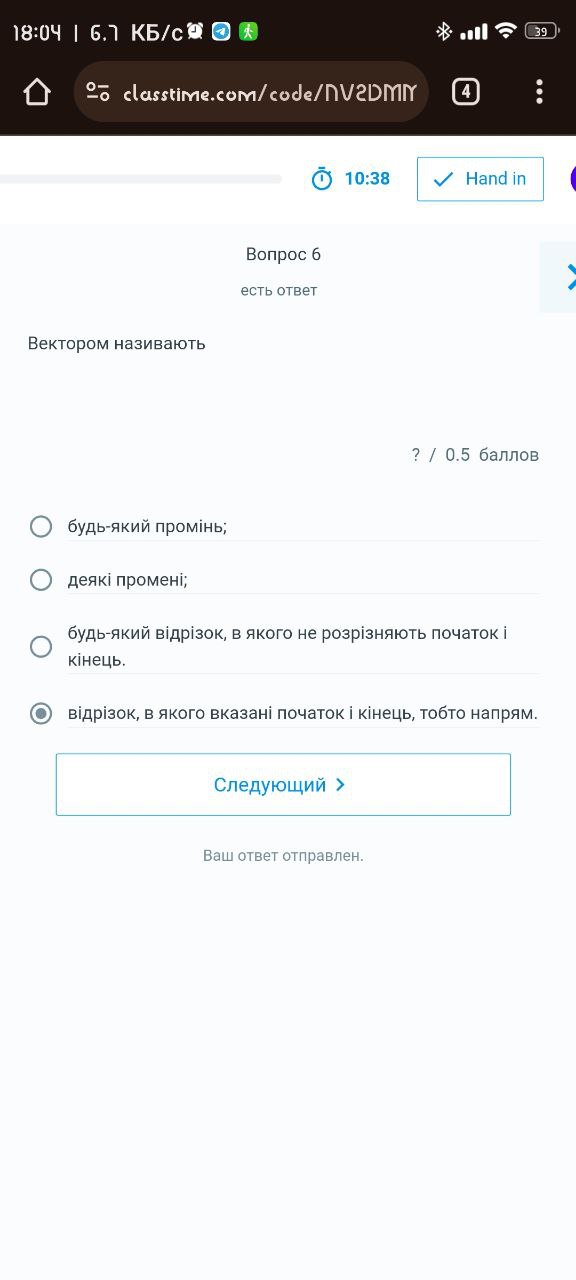 18:04 | 6.7 КБ/с
39
classtime.com/code/NV2DMM
4
10:38
Hand in
Вопрос 6
есть ответ
Вектором називають
? / 0.5 баллов
будь-який промінь;
деякі промені;
будь-який відрізок, в якого не розрізняють початок і
кінець.
відрізок, в якого вказані початок і кінець, тобто напрям.
Следующий
Ваш ответ отправлен.